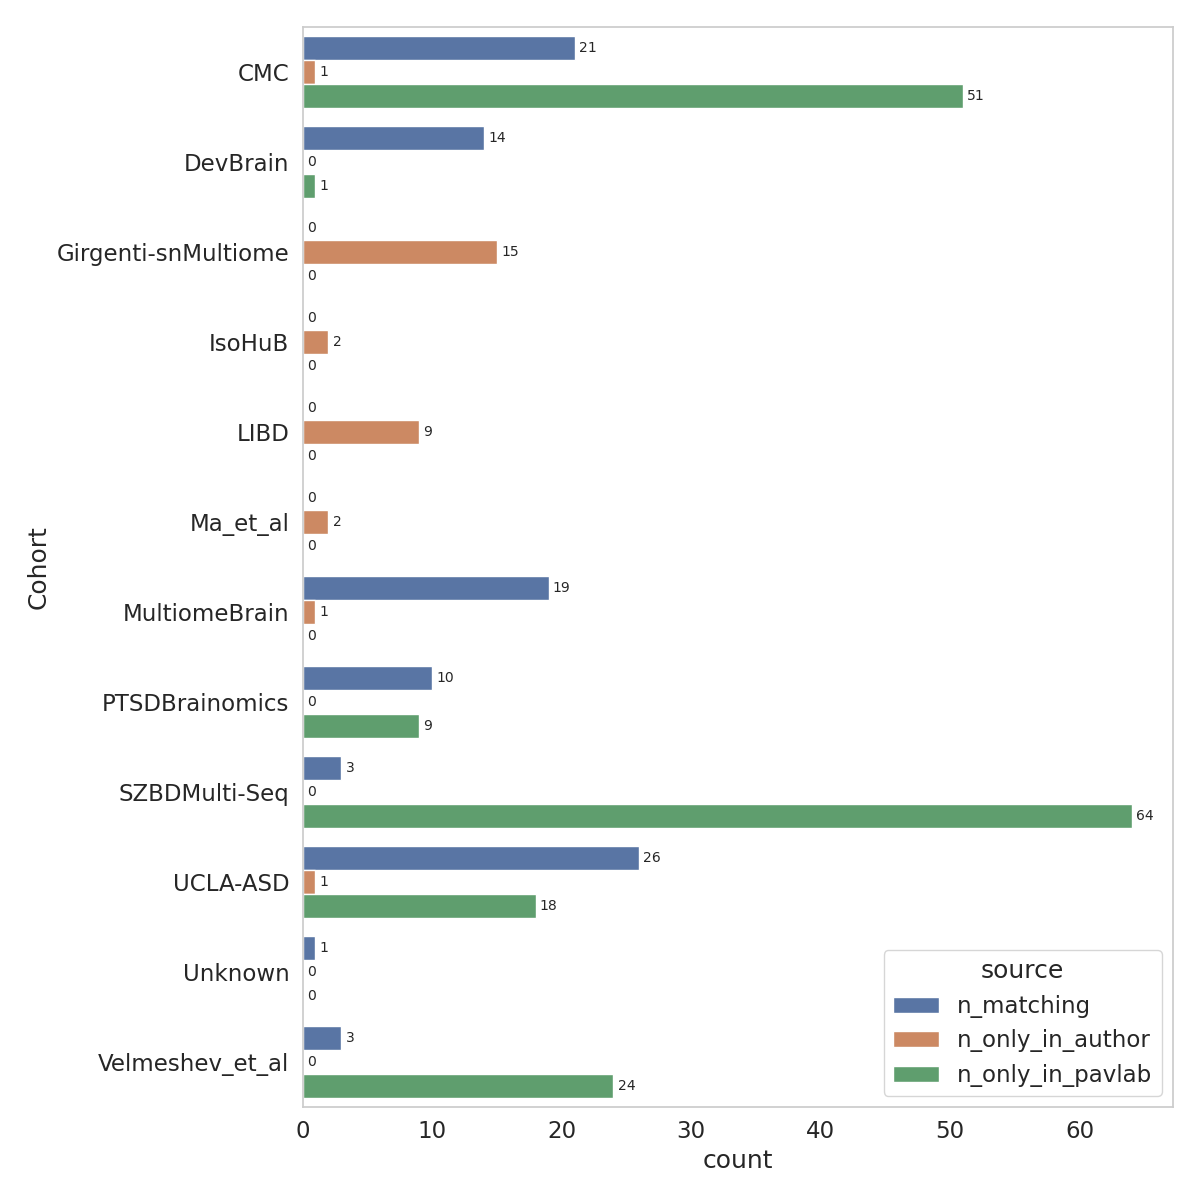 CMC
21
1
51
DevBrain
14
0
1
Girgenti-snMultiome
0
15
0
IsoHuB
0
2
0
LIBD
0
9
0
Ma_et_al
0
2
0
MultiomeBrain
19
1
0
PTSDBrainomics
10
0
9
SZBDMulti-Seq
3
0
64
UCLA-ASD
26
1
18
Unknown
1
0
0
Velmeshev_et_al
3
0
24
Cohort
0 10 20 30 40 50 60
count
source
n_matching
n_only_in_author
n_only_in_pavlab